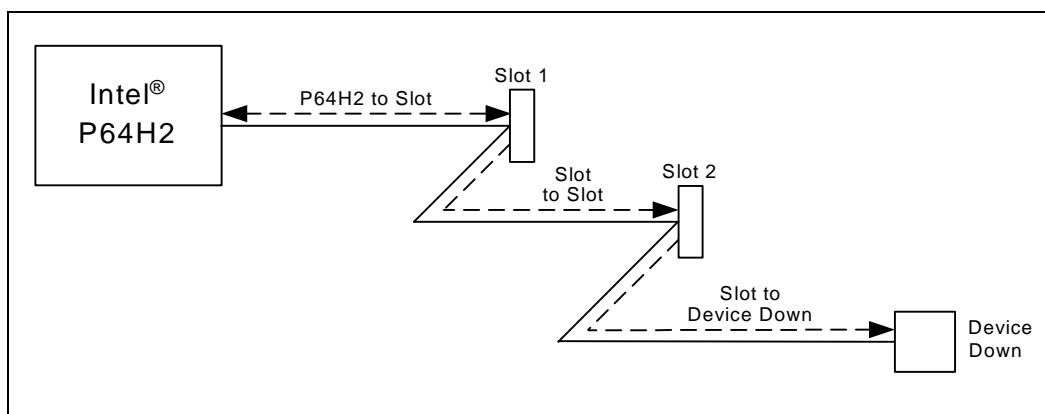 Intel®
P64H2
P64H2 to Slot
Slot 1
Slot
to Slot
Slot 2
Slot to
Device Down
Device
Down